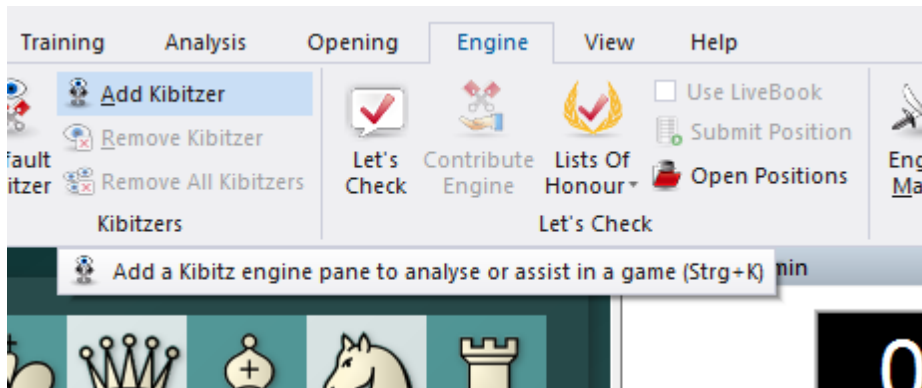 Training Analysis Opening Engine View Help
Add Kibitzer
Remove Kibitzer
Remove All Kibitzers
Kibitzers
Let's
Check
Contribute
Engine
Lists Of
Honour
Use LiveBook
Submit Position
Open Positions
Let's Check
Add a Kibitz engine pane to analyse or assist in a game (Strg+K)
min
0